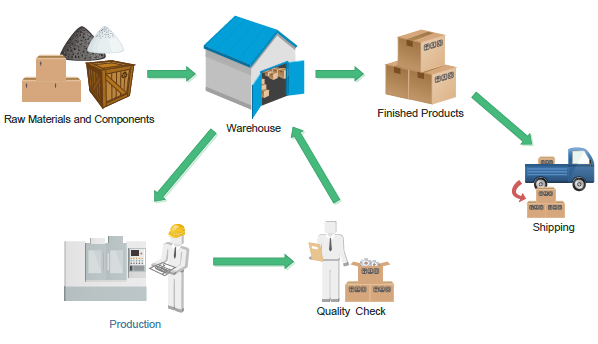 Raw Materials and Components
Warehouse
Finished Products
Shipping
Production
Quality Check